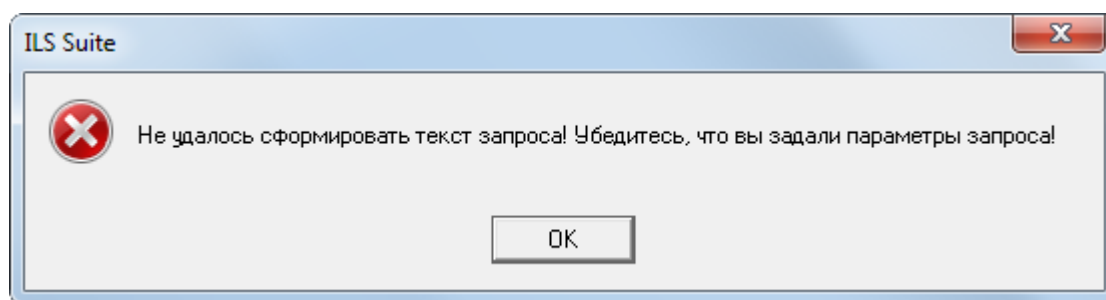 ILS Suite
Не удалось сформировать текст запроса! Убедитесь, что вы задали параметры запроса!
OK